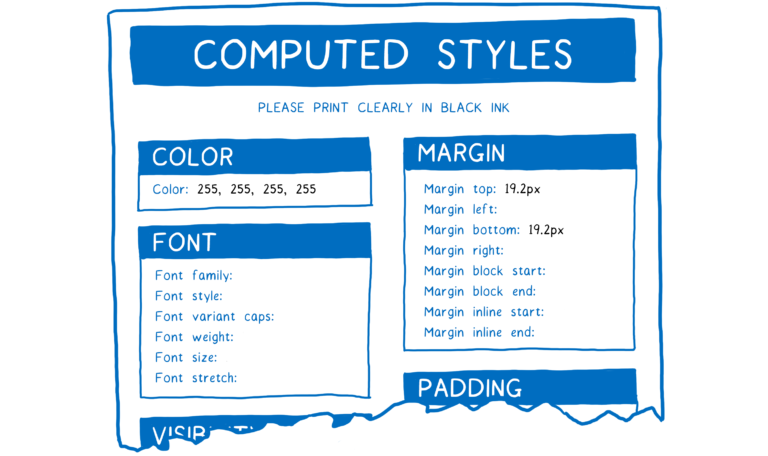 COMPUTED STYLES
PLEASE PRINT CLEARLY IN BLACK INK
COLOR
Color: 255, 255, 255, 255
FONT
Font family:
Font style:
Font variant caps:
Font weight:
Font size:
Font stretch:
MARGIN
Margin top: 19.2px
Margin left:
Margin bottom: 19.2px
Margin right:
Margin block start:
Margin block end:
Margin inline start:
Margin inline end:
PADDING